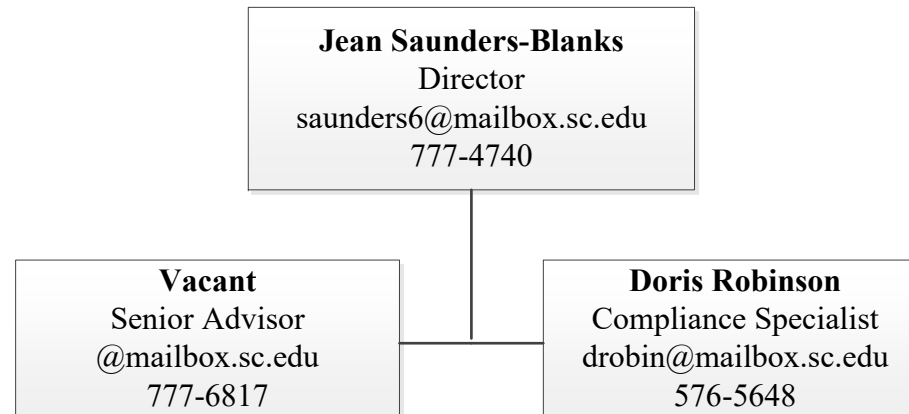 Jean Saunders-Blanks
Director
saunders6@mailbox.sc.edu
777-4740
Vacant
Senior Advisor
@mailbox.sc.edu
777-6817
Doris Robinson
Compliance Specialist
drobin@mailbox.sc.edu
576-5648